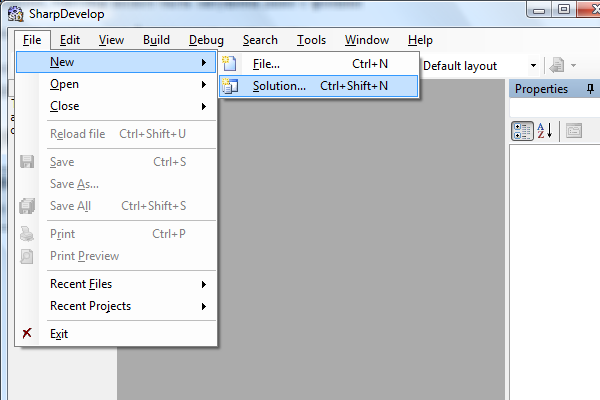 SharpDevelop
File Edit View Build Debug Search Tools Window Help
New
File... Ctrl+N
Default layout
Open
Solution... Ctrl+Shift+N
Properties
Close
Reload file Ctrl+Shift+U
Save Ctrl+S
Save As...
Save All Ctrl+Shift+S
Print Ctrl+P
Print Preview
Recent Files
Recent Projects
Exit